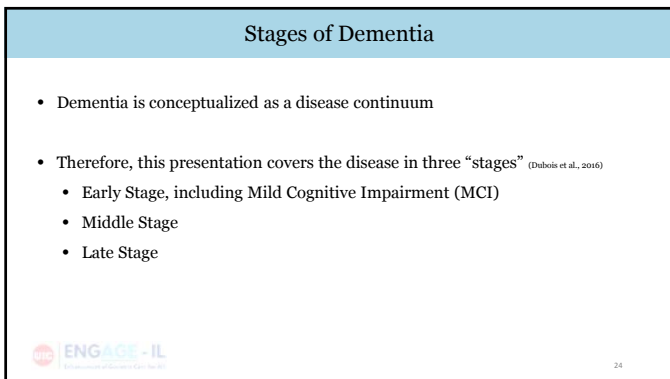 Stages of Dementia
• Dementia is conceptualized as a disease continuum
• Therefore, this presentation covers the disease in three “stages” (Dubois et al., 2016)
• Early Stage, including Mild Cognitive Impairment (MCI)
• Middle Stage
• Late Stage
UIC ENGAGE - IL
24